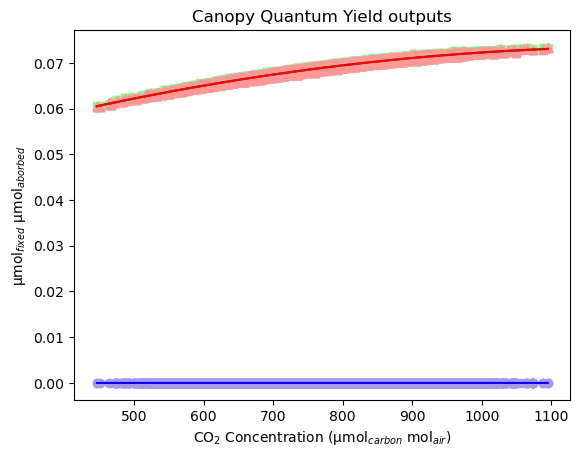 Canopy Quantum Yield outputs
0.07
0.06
0.05
0.04
0.03
0.02
0.01
0.00
µmol_fixed µmol_aborbed
500 600 700 800 900 1000 1100
CO₂ Concentration (µmol_carbon mol_air)